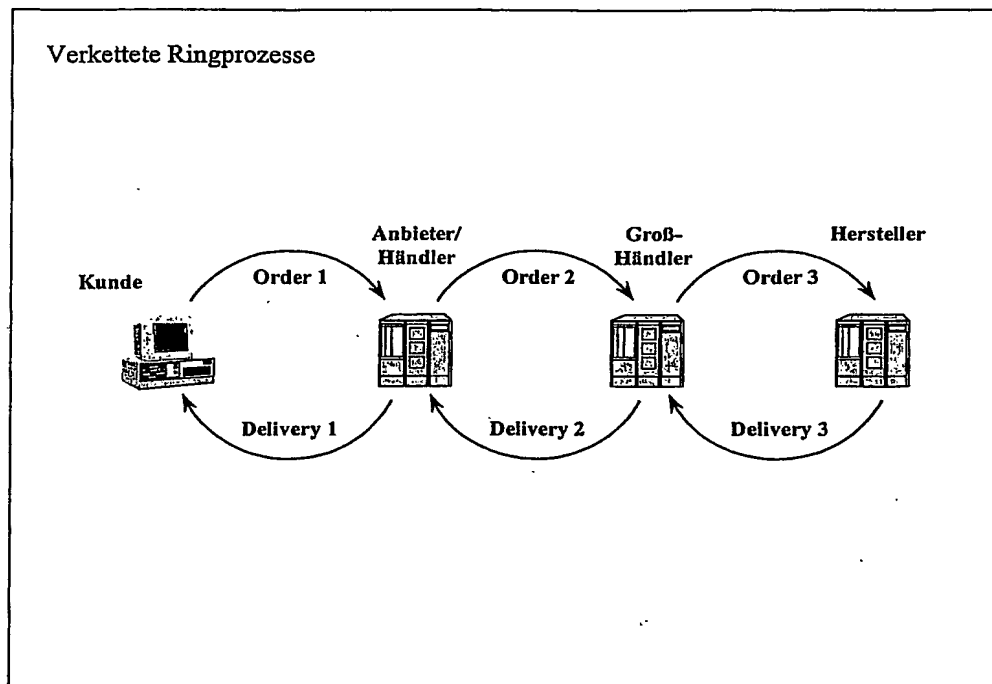 Verkettete Ringprozesse
Kunde
Order 1
Anbieter/
Händler
Order 2
Groß-
Händler
Order 3
Hersteller
Delivery 1
Delivery 2
Delivery 3